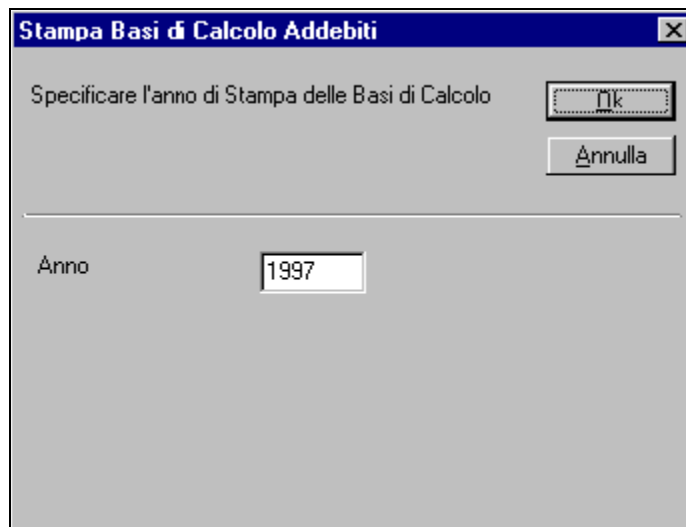 Stampa Basi di Calcolo Addebiti
Specificare l'anno di Stampa delle Basi di Calcolo
Ok
Annulla
Anno
1997